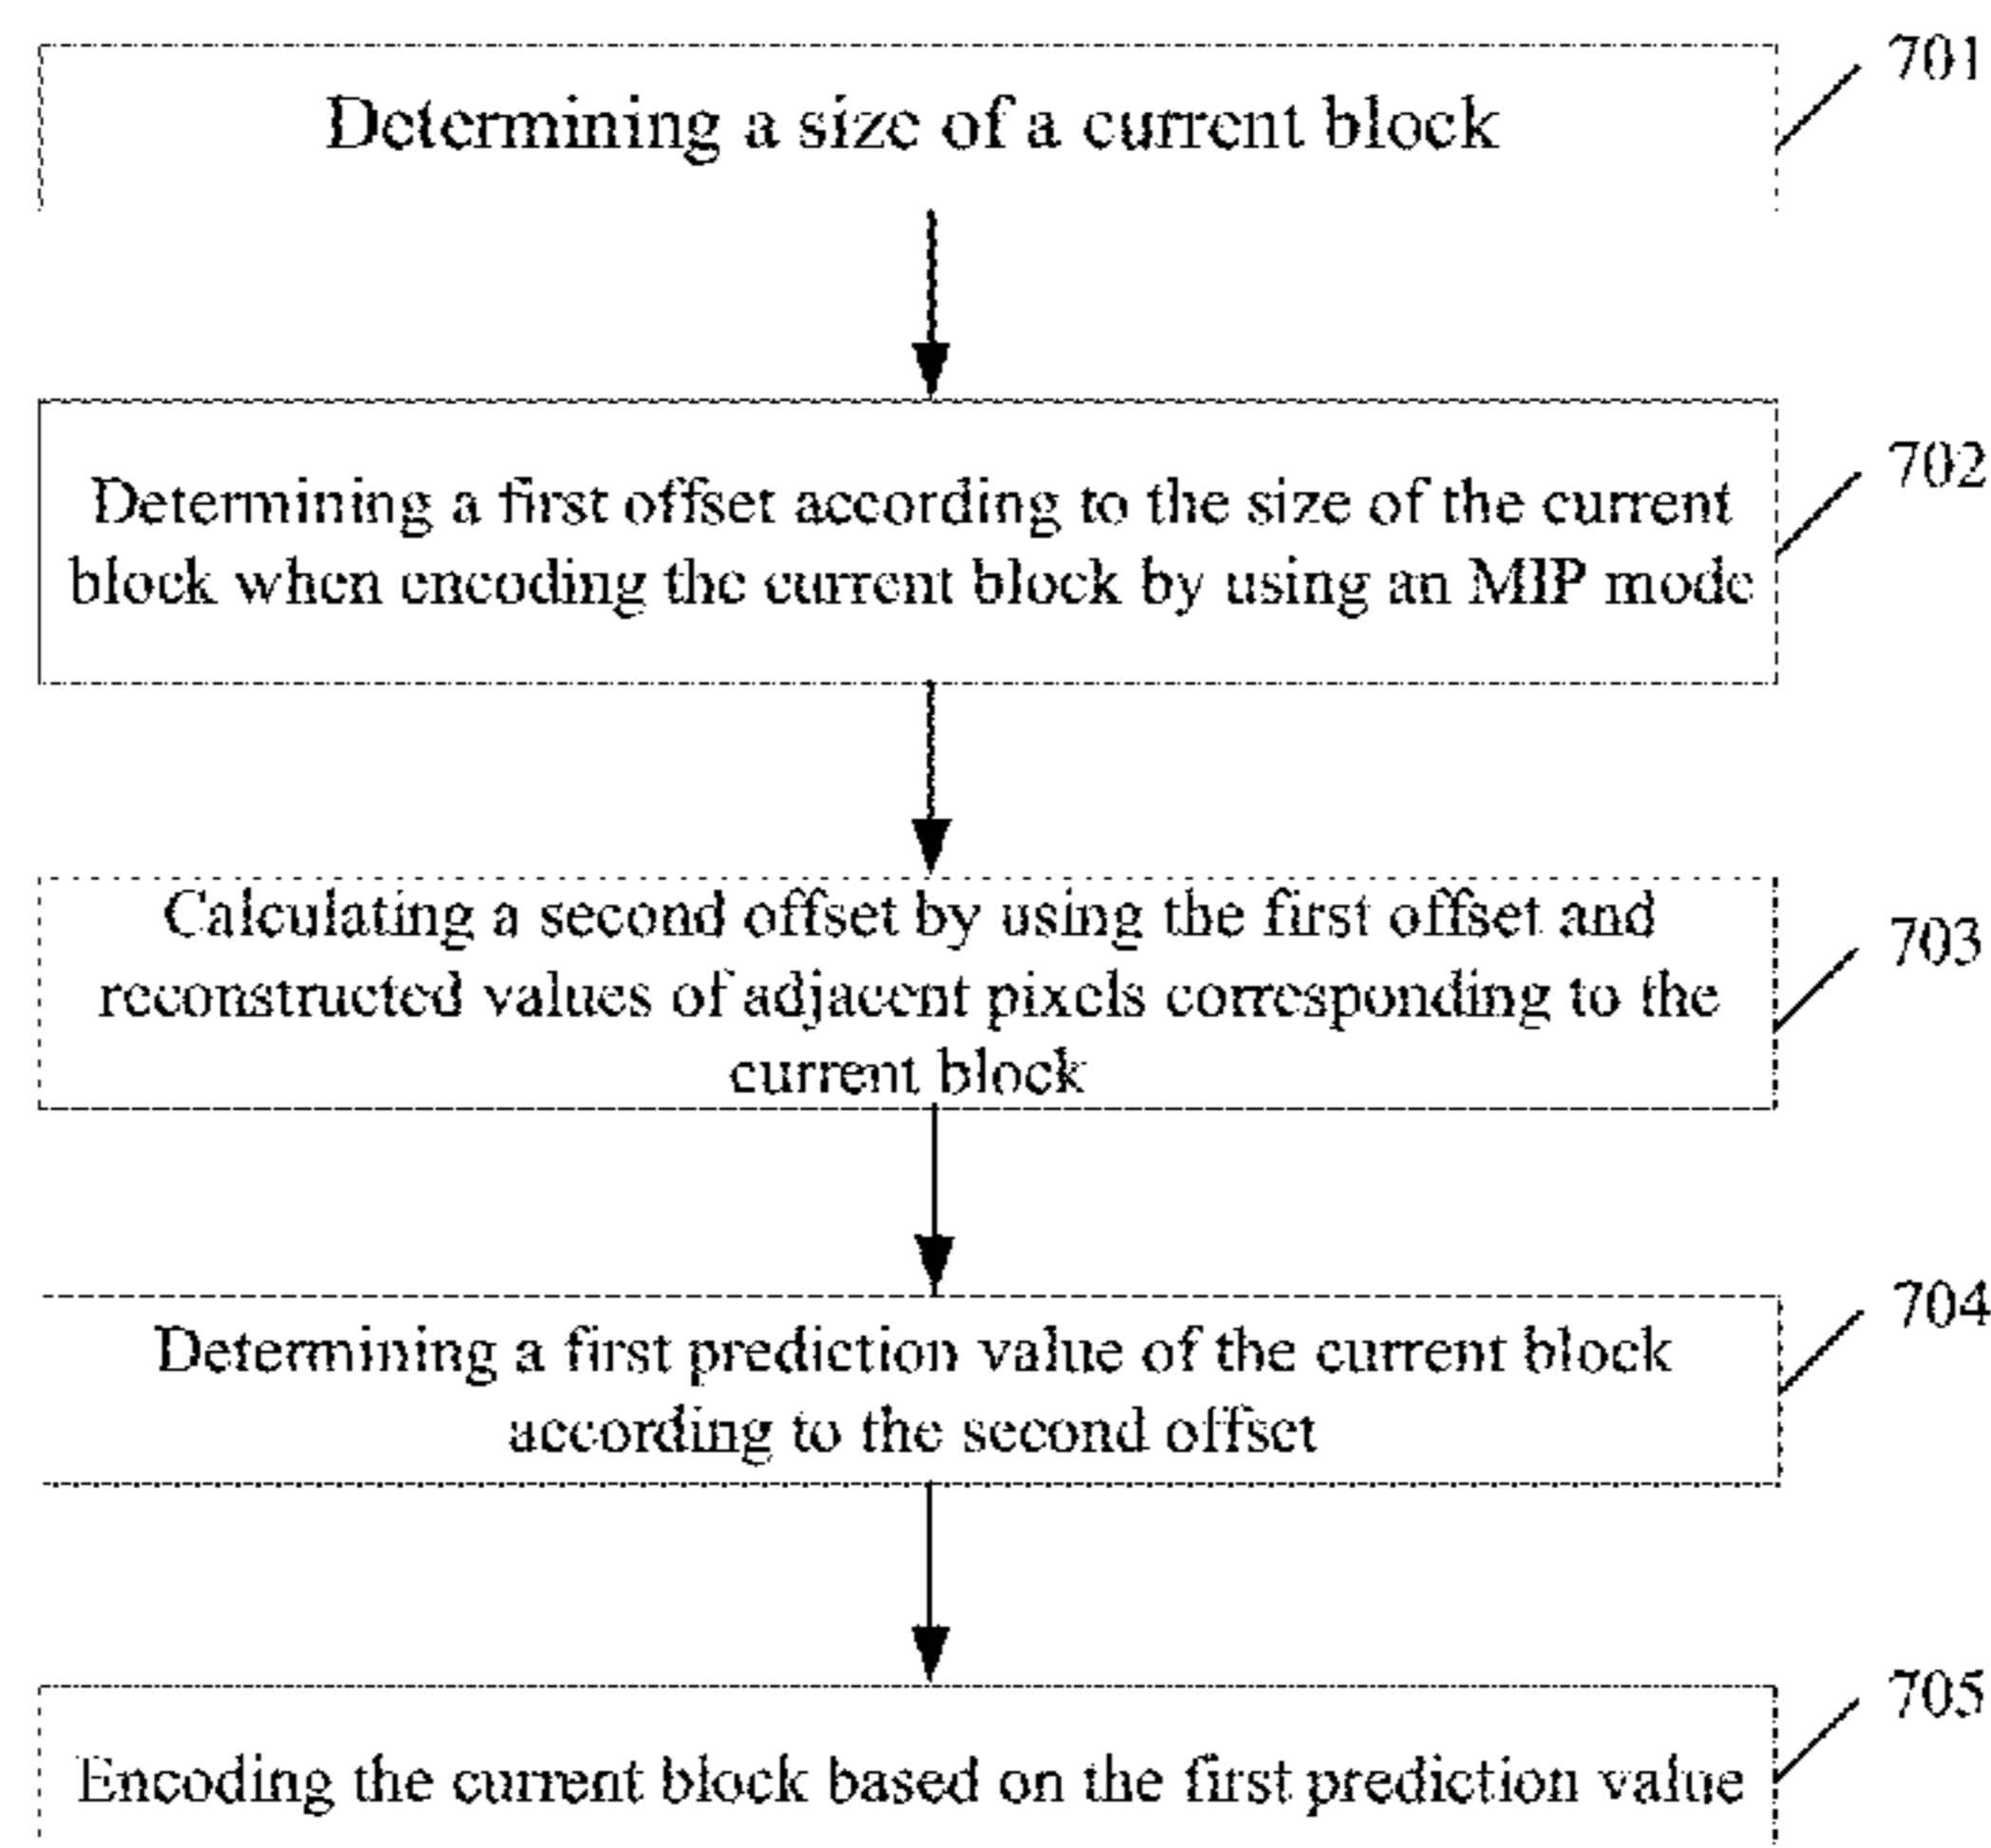 701
Determining a size of a current block
702
Determining a first offset according to the size of the current
block when encoding the current block by using an MIP mode
703
Calculating a second offset by using the first offset and
reconstructed values of adjacent pixels corresponding to the
current block
704
Determining a first prediction value of the current block
according to the second offset
705
Encoding the current block based on the first prediction value